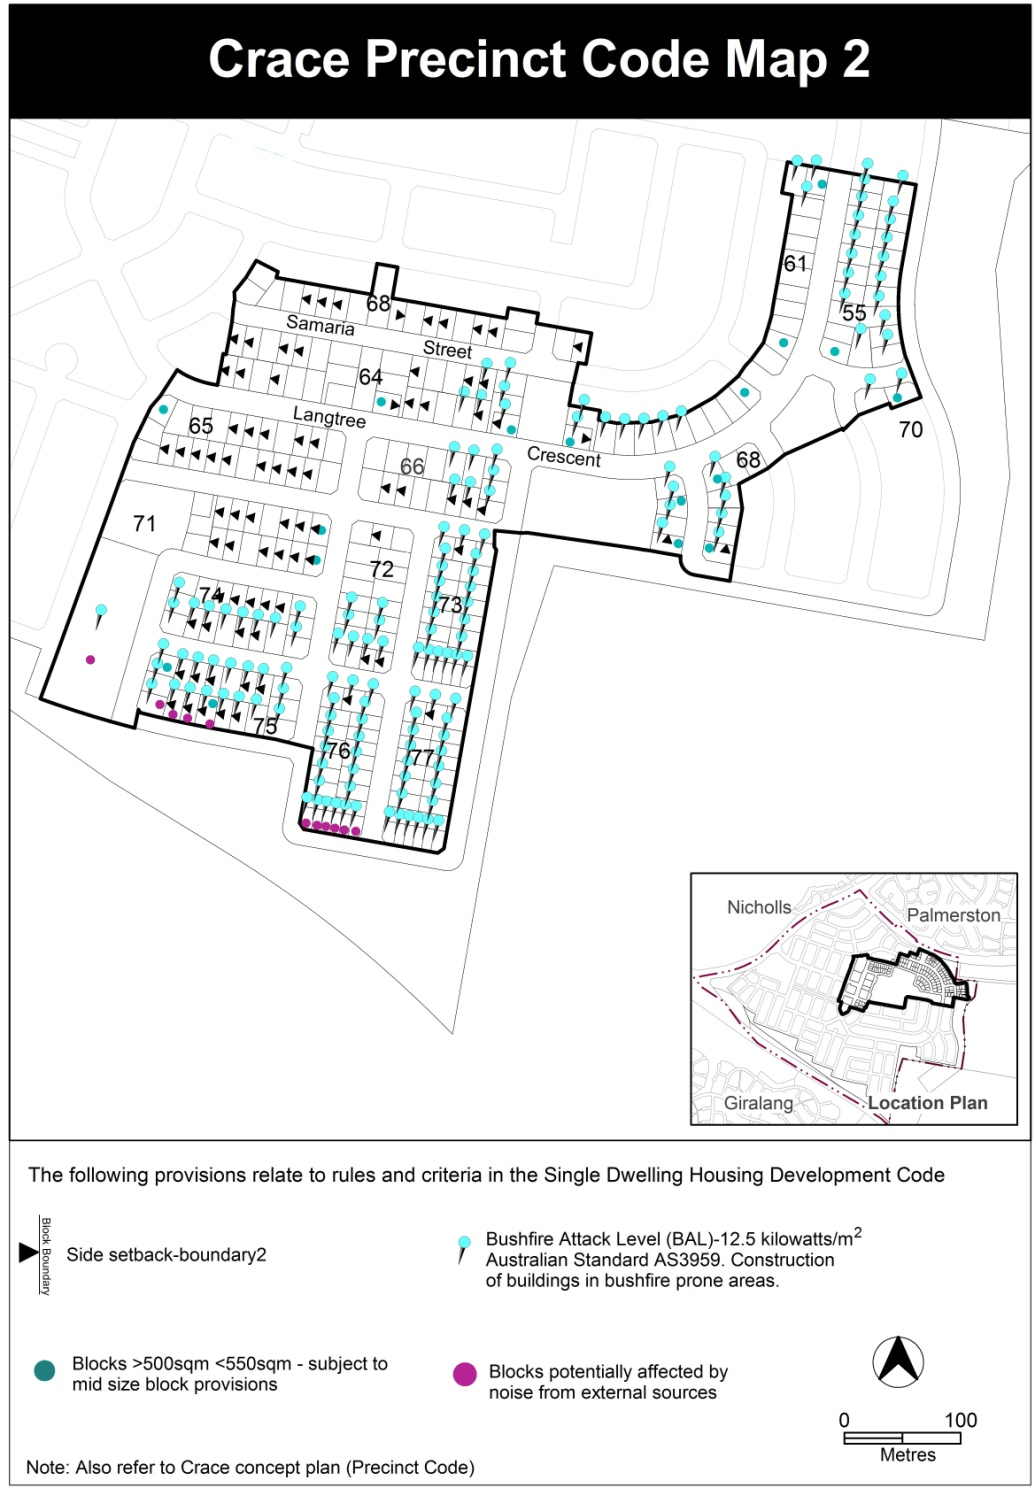 Crace Precinct Code Map 2
61
55
68
Samaria
Street
64
65
Langtree
66
Crescent
68
70
71
72
73
74
75
76
77
Nicholls
Palmerston
Giralang
Location Plan
The following provisions relate to rules and criteria in the Single Dwelling Housing Development Code
Block Boundary
Side setback-boundary2
Bushfire Attack Level (BAL)-12.5 kilowatts/m²
Australian Standard AS3959. Construction
of buildings in bushfire prone areas.
Blocks >500sqm <550sqm - subject to
mid size block provisions
Blocks potentially affected by
noise from external sources
0 100
Metres
Note: Also refer to Crace concept plan (Precinct Code)